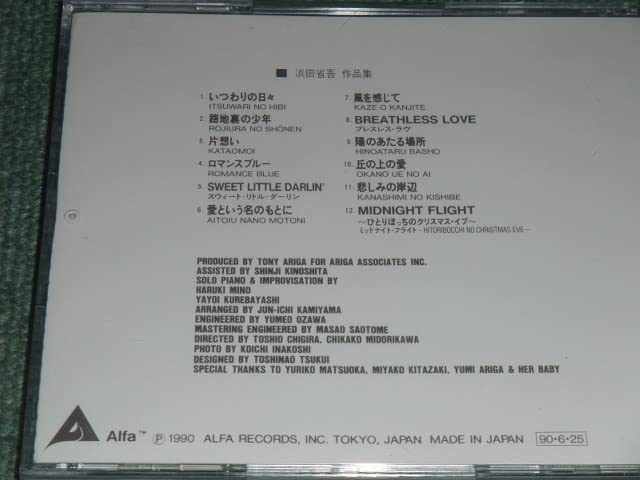 ■ 浜田省吾 作品集
1. いつわりの日々
ITSUWARI NO HIBI
2. 路地裏の少年
ROJIURA NO SHŌNEN
3. 片想い
KATAOMOI
4. ロマンスブルー
ROMANCE BLUE
5. SWEET LITTLE DARLIN'
スウィート・リトル・ダーリン
6. 愛という名のもとに
AITOIU NANO MOTONI
7. 風を感じて
KAZE O KANJITE
8. BREATHLESS LOVE
ブレスレス・ラヴ
9. 陽のあたる場所
HINOATARU BASHO
10. 丘の上の愛
OKANO UE NO AI
11. 悲しみの岸辺
KANASHIMI NO KISHIBE
12. MIDNIGHT FLIGHT
〜ひとりぼっちのクリスマス・イブ〜
ミッドナイト・フライト -HITORIBOCCHI NO CHRISTMAS EVE-
PRODUCED BY TONY ARIGA FOR ARIGA ASSOCIATES INC.
ASSISTED BY SHINJI KINOSHITA
SOLO PIANO & IMPROVISATION BY
HARUKI MINO
YAYOI KUREBAYASHI
ARRANGED BY JUN-ICHI KAMIYAMA
ENGINEERED BY YUMEO OZAWA
MASTERING ENGINEERED BY MASAO SAOTOME
DIRECTED BY TOSHIO CHIGIRA, CHIKAKO MIDORIKAWA
PHOTO BY KOICHI INAKOSHI
DESIGNED BY TOSHINAO TSUKUI
SPECIAL THANKS TO YURIKO MATSUOKA, MIYAKO KITAZAKI, YUMI ARIGA & HER BABY
Alfa™ ℗ 1990 ALFA RECORDS, INC. TOKYO, JAPAN MADE IN JAPAN 90・6・25